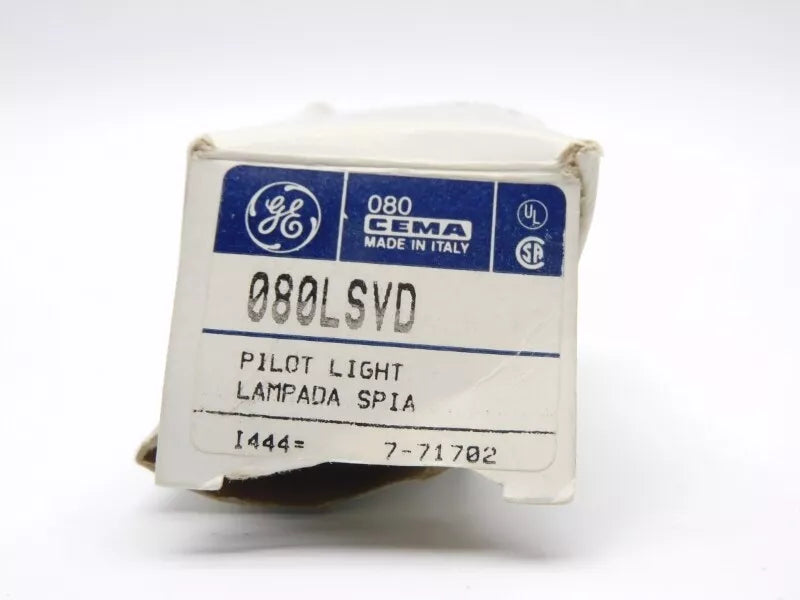 GE
080
CEMA
MADE IN ITALY
UL
SA
080LSVD
PILOT LIGHT
LAMPADA SPIA
I444= 7-71702